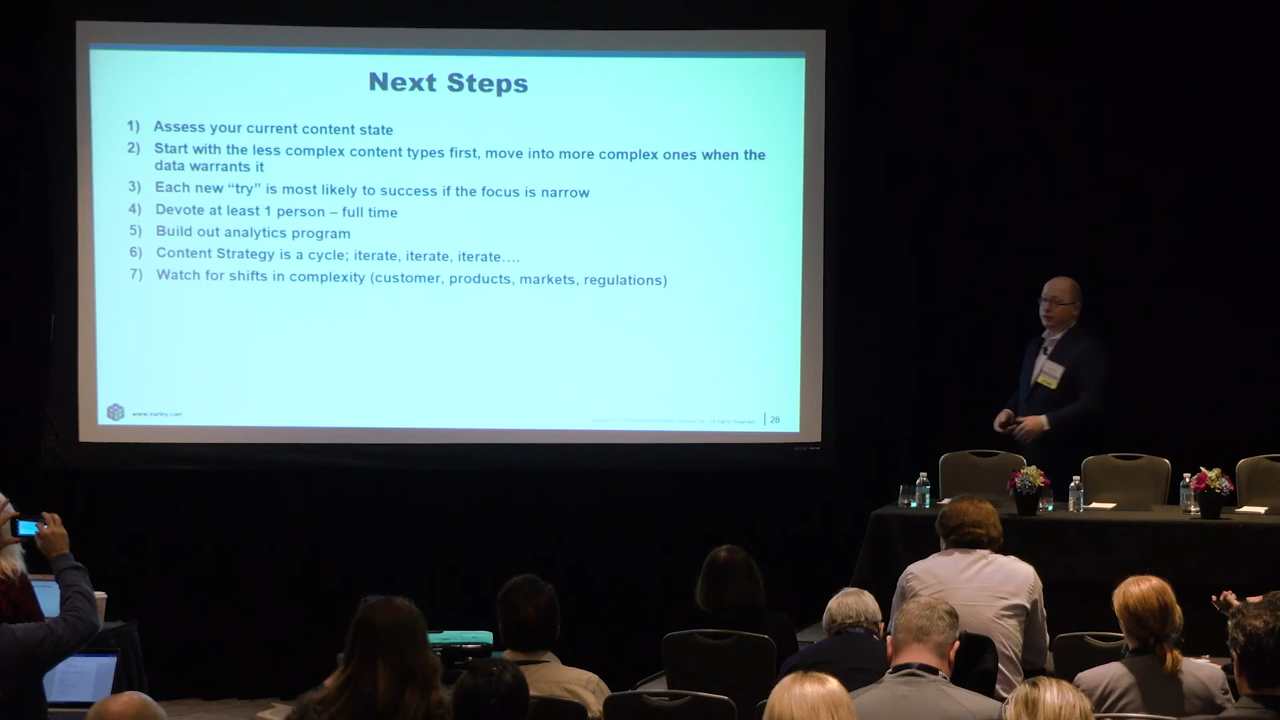 Next Steps
1) Assess your current content state
2) Start with the less complex content types first, move into more complex ones when the
data warrants it
3) Each new “try” is most likely to success if the focus is narrow
4) Devote at least 1 person – full time
5) Build out analytics program
6) Content Strategy is a cycle; iterate, iterate, iterate….
7) Watch for shifts in complexity (customer, products, markets, regulations)
All Rights Reserved
28